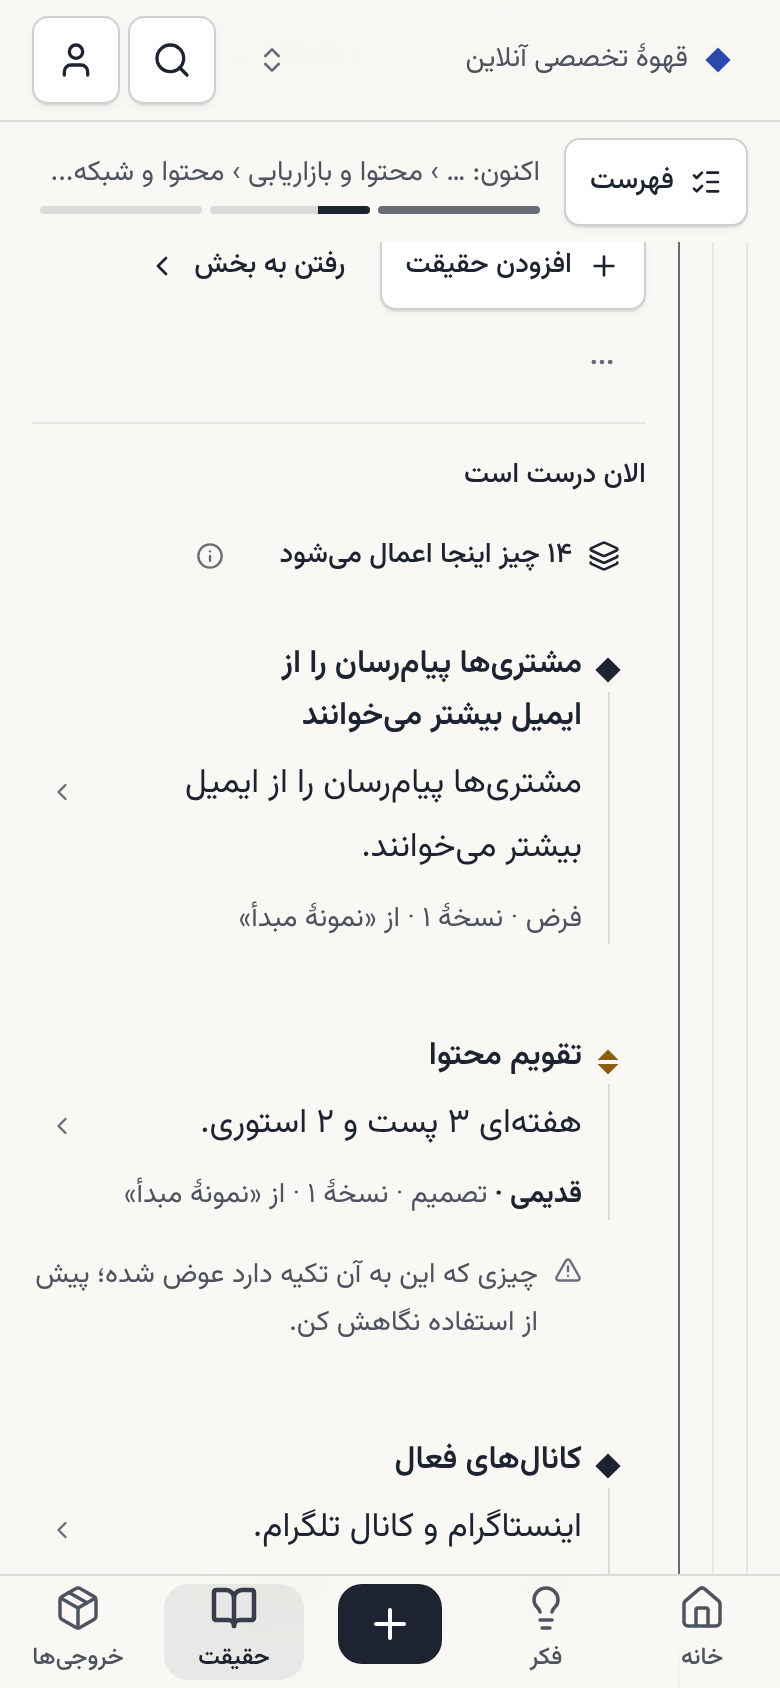 قهوهٔ تخصصی آنلاین
فهرست
اکنون: … › محتوا و بازاریابی › محتوا و شبکه…
افزودن حقیقت
رفتن به بخش
…
الان درست است
۱۴ چیز اینجا اعمال می‌شود
مشتری‌ها پیام‌رسان را از
ایمیل بیشتر می‌خوانند
مشتری‌ها پیام‌رسان را از ایمیل
بیشتر می‌خوانند.
فرض · نسخهٔ ۱ · از «نمونهٔ مبدأ»
تقویم محتوا
هفته‌ای ۳ پست و ۲ استوری.
قدیمی · تصمیم · نسخهٔ ۱ · از «نمونهٔ مبدأ»
چیزی که این به آن تکیه دارد عوض شده؛ پیش
از استفاده نگاهش کن.
کانال‌های فعال
اینستاگرام و کانال تلگرام.
خانه
فکر
حقیقت
خروجی‌ها